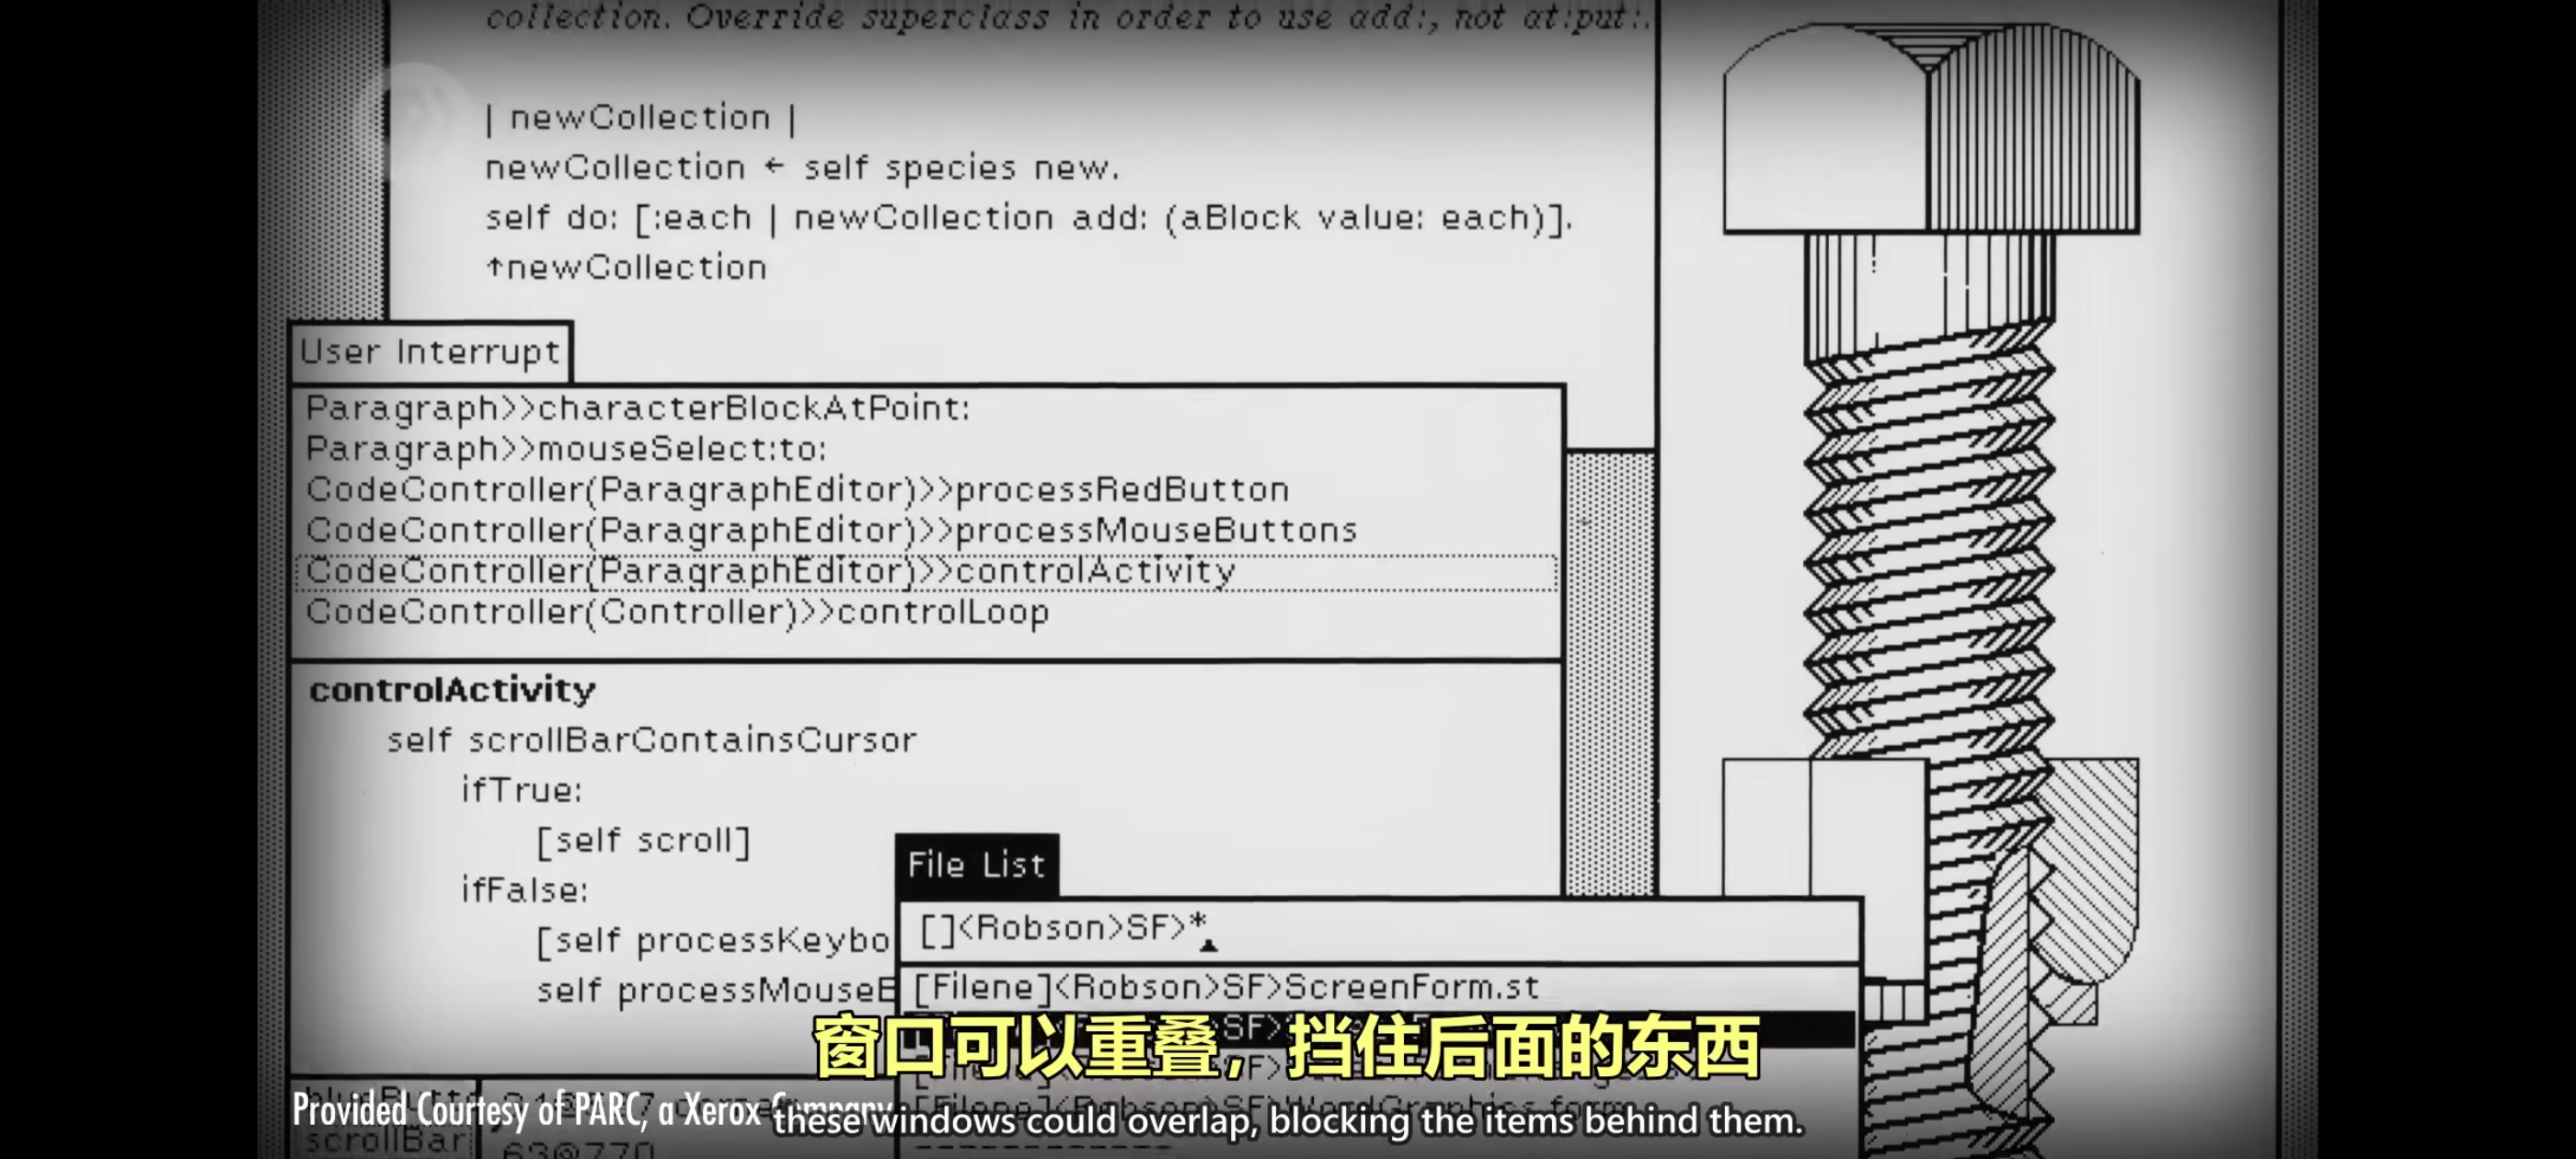 collection. Override superclass in order to use add:, not at:put:.
| newCollection |
newCollection ← self species new.
self do: [:each | newCollection add: (aBlock value: each)].
↑newCollection
User Interrupt
Paragraph>>characterBlockAtPoint:
Paragraph>>mouseSelect:to:
CodeController(ParagraphEditor)>>processRedButton
CodeController(ParagraphEditor)>>processMouseButtons
CodeController(ParagraphEditor)>>controlActivity
CodeController(Controller)>>controlLoop
controlActivity
self scrollBarContainsCursor
ifTrue:
[self scroll]
ifFalse:
[self processKeybo
self processMouseB
File List
[]<Robson>SF>*
[Filene]<Robson>SF>ScreenForm.st
窗口可以重叠，挡住后面的东西
Provided Courtesy of PARC, a Xerox Company
these windows could overlap, blocking the items behind them.
scrollBar
63@770